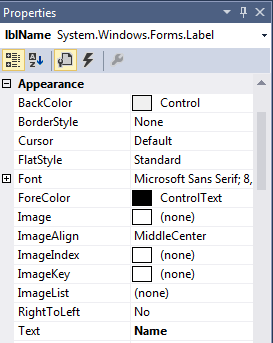 Properties
lblName System.Windows.Forms.Label
Appearance
BackColor Control
BorderStyle None
Cursor Default
FlatStyle Standard
Font Microsoft Sans Serif; 8,
ForeColor ControlText
Image (none)
ImageAlign MiddleCenter
ImageIndex (none)
ImageKey (none)
ImageList (none)
RightToLeft No
Text Name